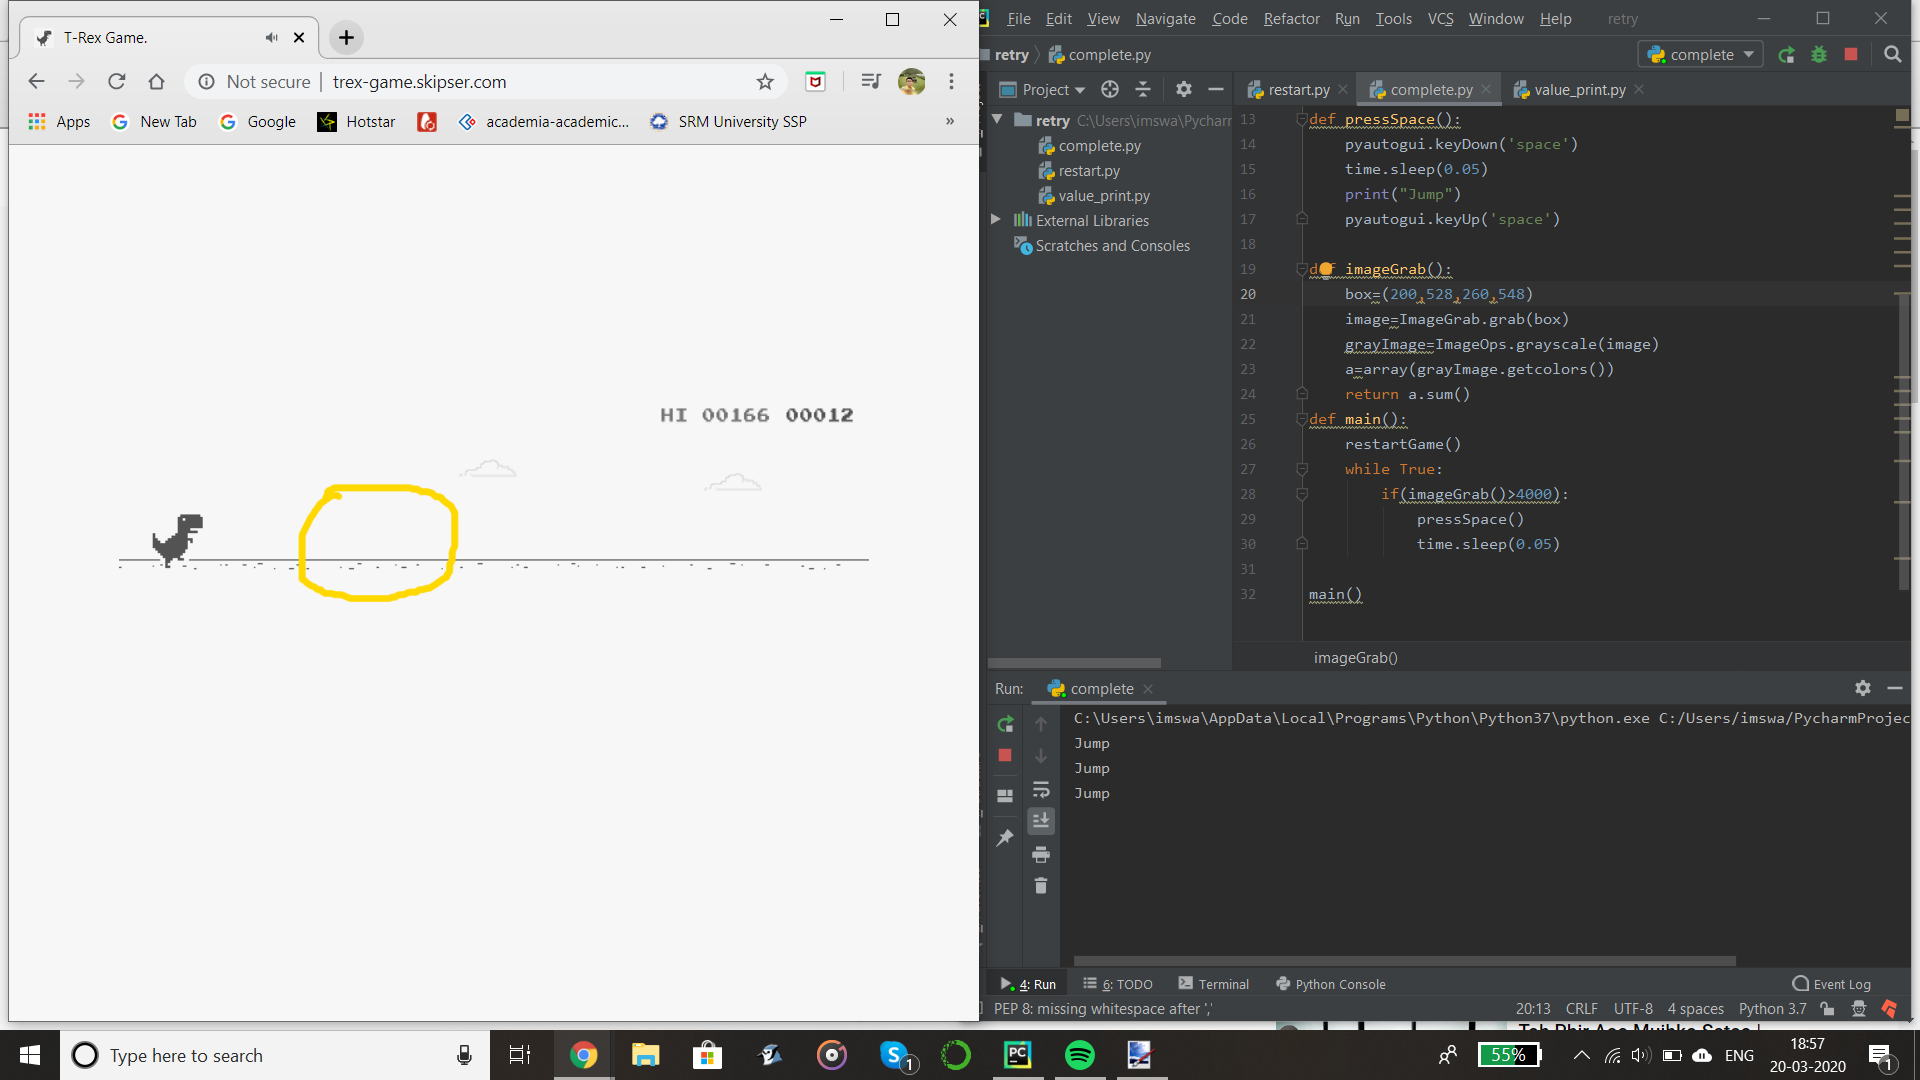 T-Rex Game.
Not secure | trex-game.skipser.com
Apps New Tab Google Hotstar academia-academic... SRM University SSP »
HI 00166 00012
File Edit View Navigate Code Refactor Run Tools VCS Window Help retry
retry complete.py complete
Project restart.py complete.py value_print.py
retry C:\Users\imswa\Pycharm
complete.py
restart.py
value_print.py
External Libraries
Scratches and Consoles
13 def pressSpace():
14 pyautogui.keyDown('space')
15 time.sleep(0.05)
16 print("Jump")
17 pyautogui.keyUp('space')
18
19 def imageGrab():
20 box=(200,528,260,548)
21 image=ImageGrab.grab(box)
22 grayImage=ImageOps.grayscale(image)
23 a=array(grayImage.getcolors())
24 return a.sum()
25 def main():
26 restartGame()
27 while True:
28 if(imageGrab()>4000):
29 pressSpace()
30 time.sleep(0.05)
31
32 main()
imageGrab()
Run: complete
C:\Users\imswa\AppData\Local\Programs\Python\Python37\python.exe C:/Users/imswa/PycharmProjec
Jump
Jump
Jump
4: Run 6: TODO Terminal Python Console Event Log
PEP 8: missing whitespace after ',' 20:13 CRLF UTF-8 4 spaces Python 3.7
Type here to search 1 55% ENG 18:57
20-03-2020 1